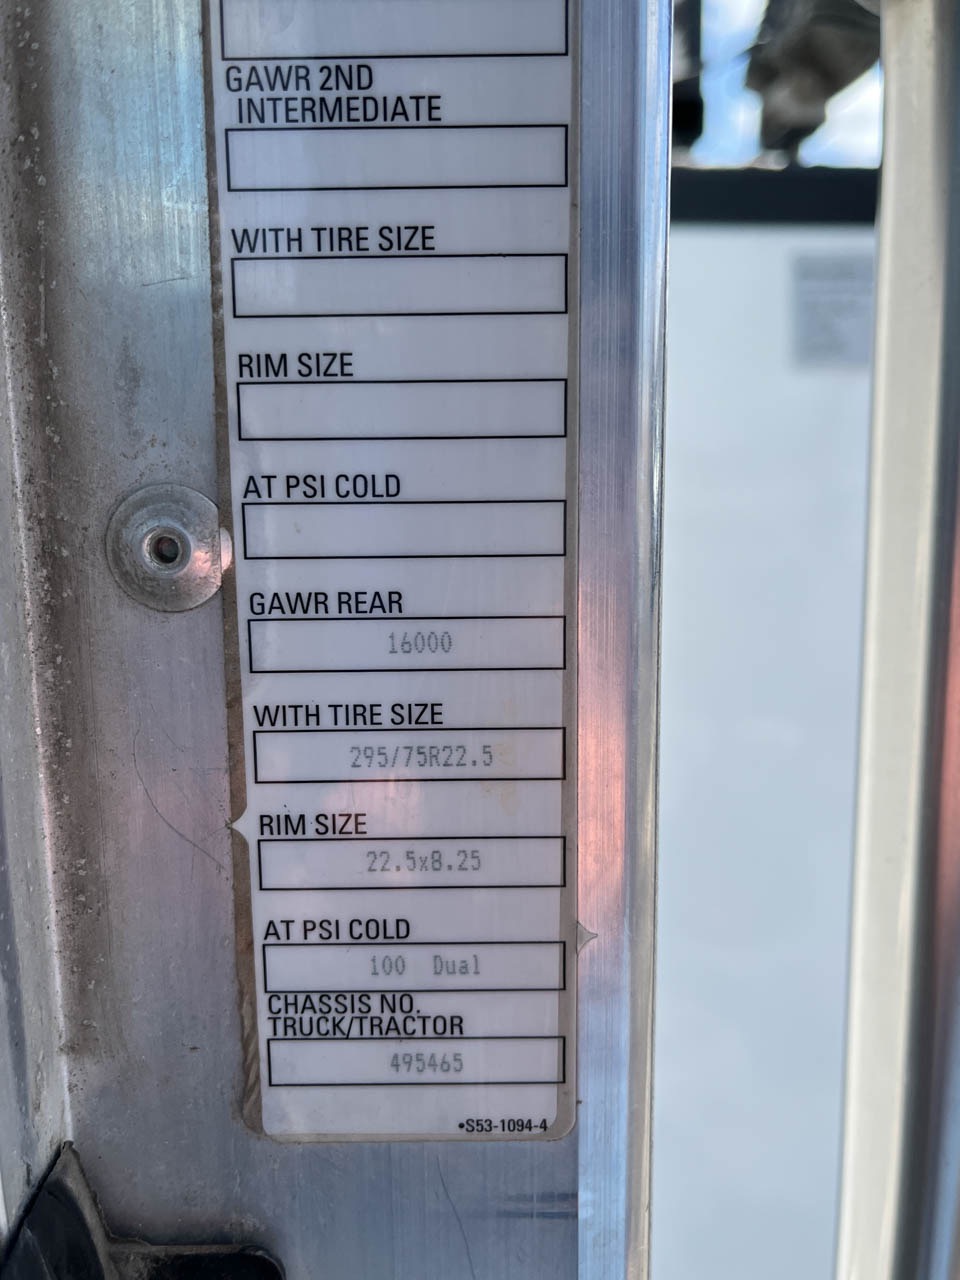 GAWR 2ND
INTERMEDIATE
WITH TIRE SIZE
RIM SIZE
AT PSI COLD
GAWR REAR
16000
WITH TIRE SIZE
295/75R22.5
RIM SIZE
22.5x8.25
AT PSI COLD
100 Dual
CHASSIS NO.
TRUCK/TRACTOR
495465
•S53-1094-4